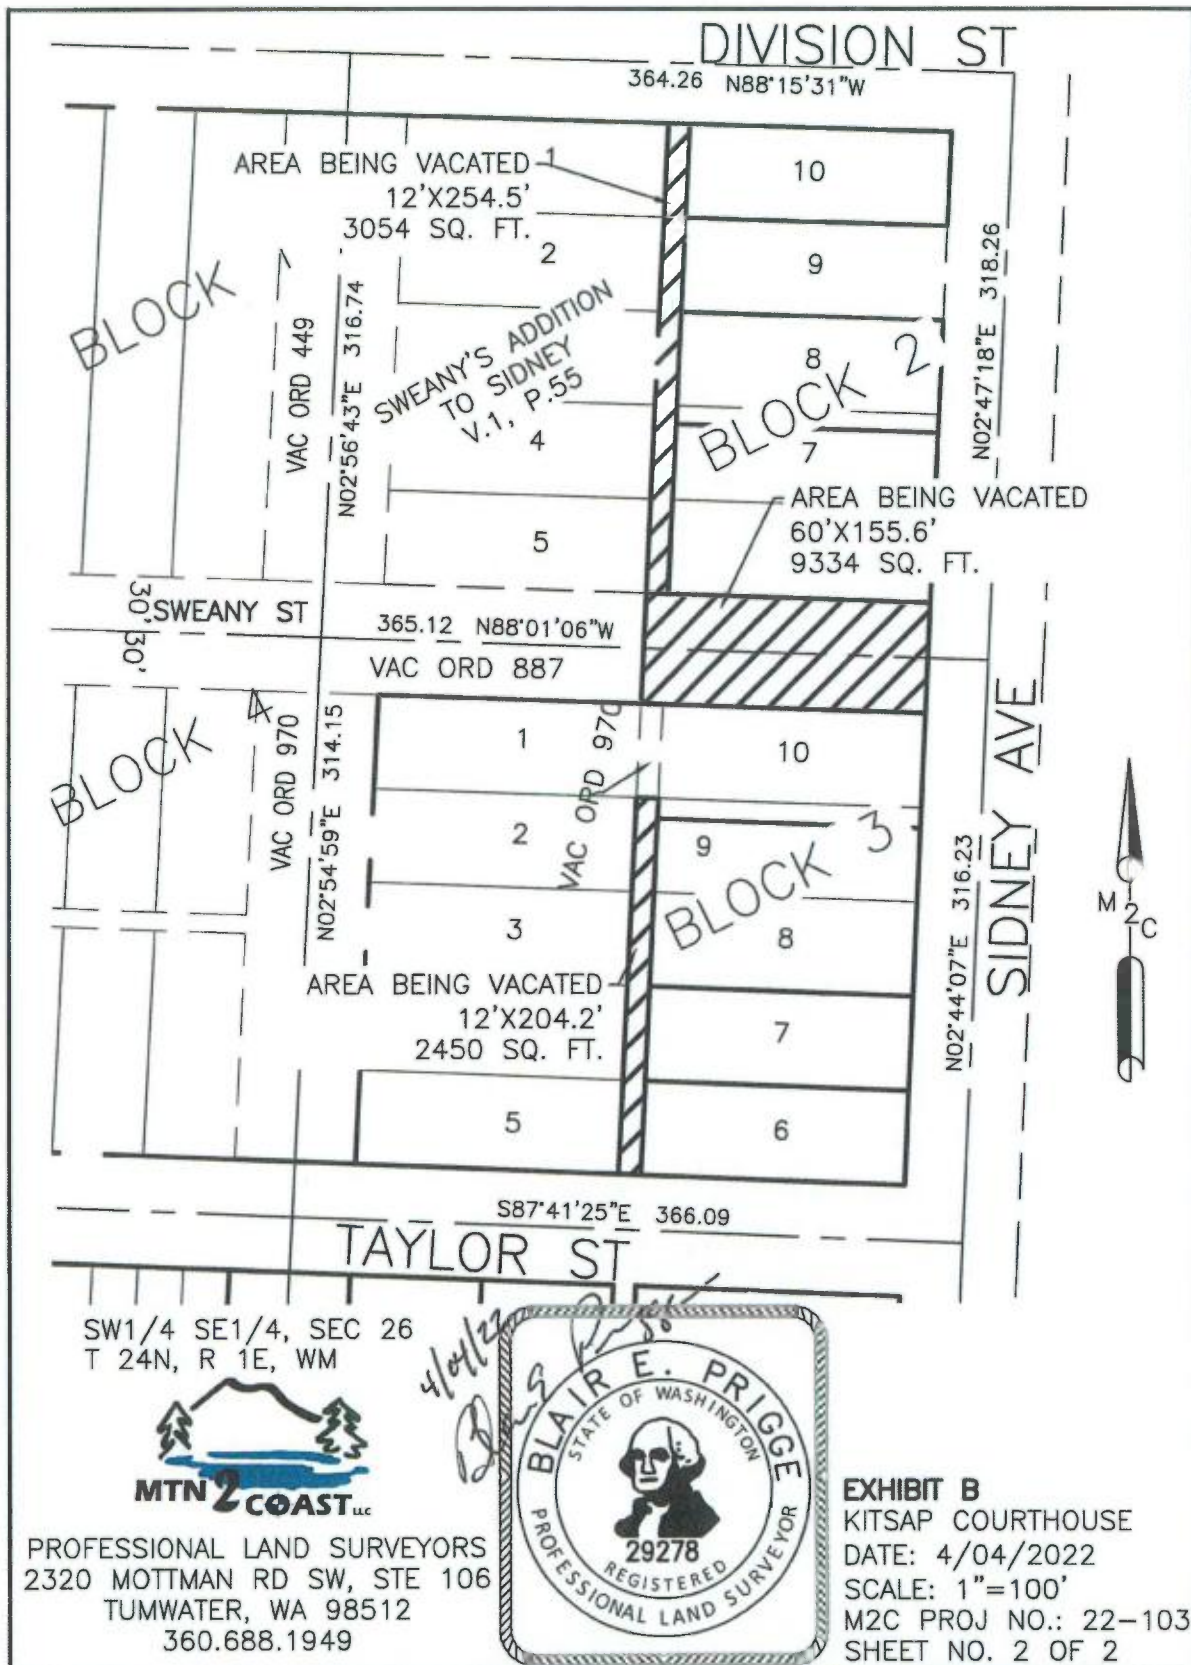 DIVISION ST
364.26 N88°15'31"W
AREA BEING VACATED
12'X254.5'
3054 SQ. FT.
1
10
2
9
BLOCK
VAC ORD 449
N02°56'43"E 316.74
SWEANY'S ADDITION
TO SIDNEY
V.1, P.55
8
BLOCK 2
N02°47'18"E 318.26
4
7
AREA BEING VACATED
60'X155.6'
9334 SQ. FT.
5
30'
SWEANY ST
30'
365.12 N88°01'06"W
VAC ORD 887
BLOCK 4
VAC ORD 970
N02°54'59"E 314.15
1
VAC ORD 970
10
SIDNEY AVE
2
9
BLOCK 3
N02°44'07"E 316.23
M2C
3
8
AREA BEING VACATED
12'X204.2'
2450 SQ. FT.
7
5
6
S87°41'25"E 366.09
TAYLOR ST
SW1/4 SE1/4, SEC 26
T 24N, R 1E, WM
4/04/22
MTN 2 COAST LLC
PROFESSIONAL LAND SURVEYORS
2320 MOTTMAN RD SW, STE 106
TUMWATER, WA 98512
360.688.1949
BLAIR E. PRIGGE
STATE OF WASHINGTON
29278
REGISTERED
PROFESSIONAL LAND SURVEYOR
EXHIBIT B
KITSAP COURTHOUSE
DATE: 4/04/2022
SCALE: 1"=100'
M2C PROJ NO.: 22-103
SHEET NO. 2 OF 2